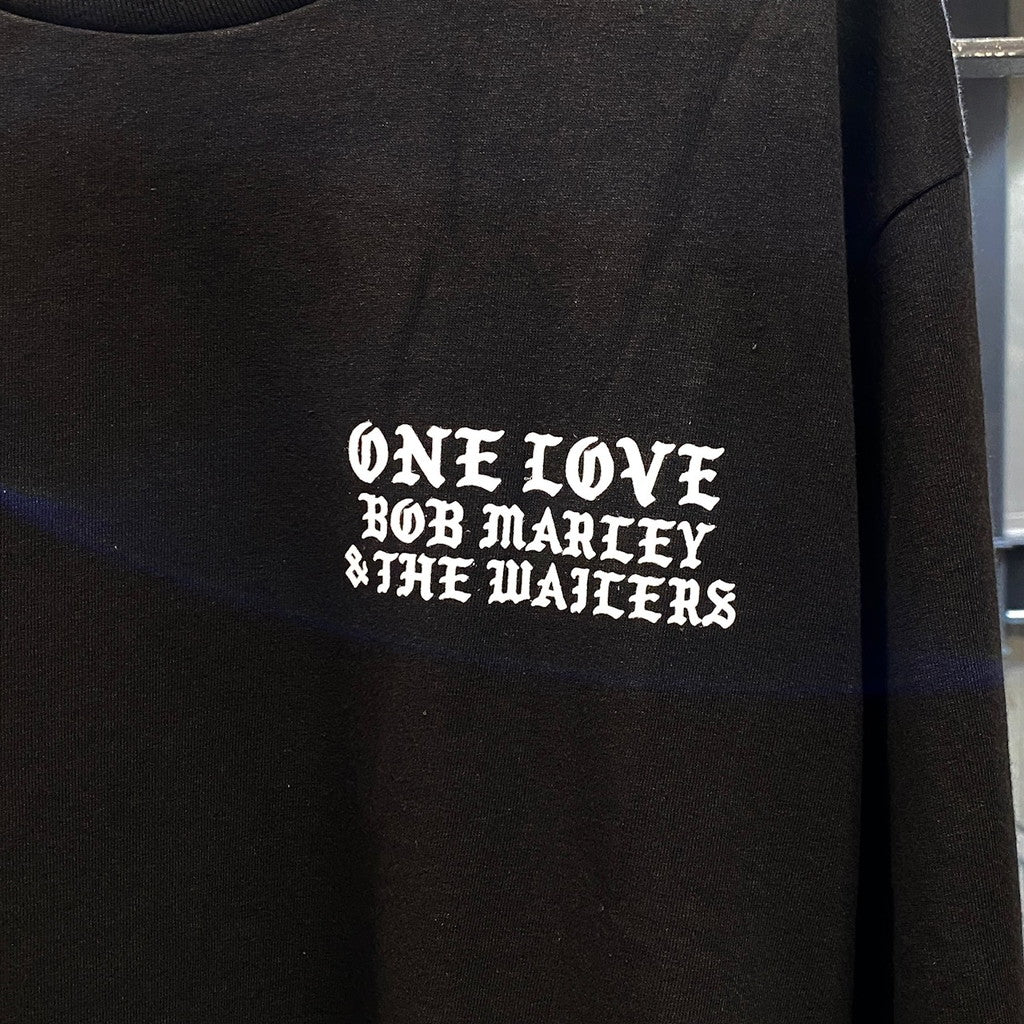 ONE LOVE
BOB MARLEY
& THE WAILERS